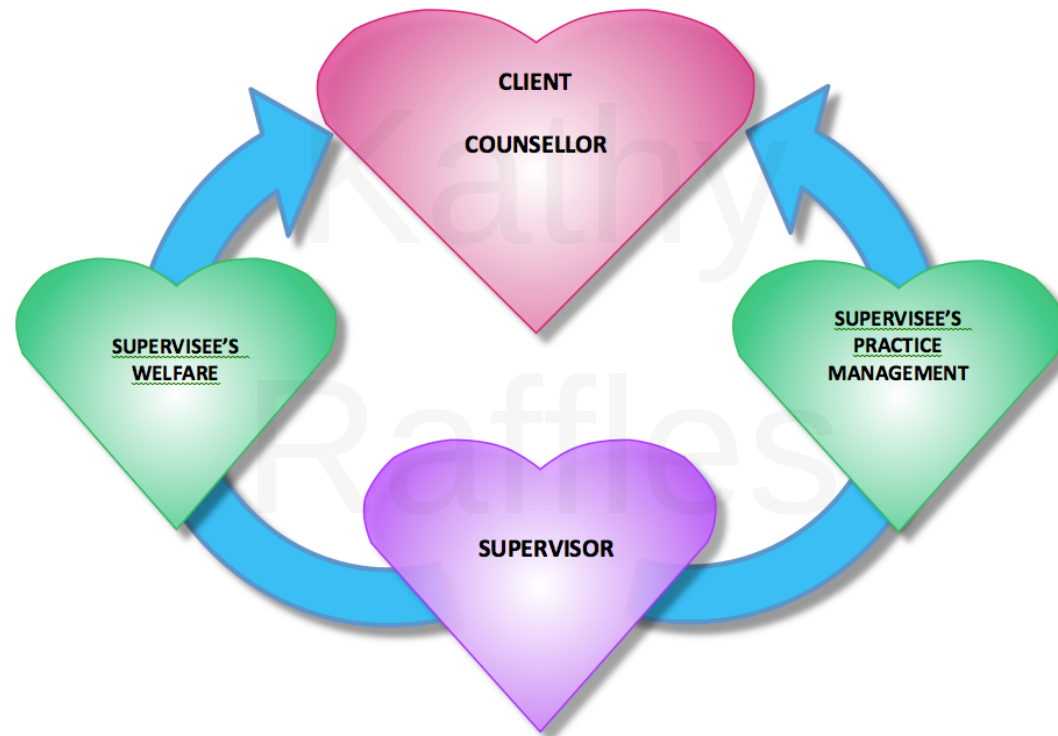 CLIENT
COUNSELLOR
SUPERVISEE'S
WELFARE
SUPERVISEE'S
PRACTICE
MANAGEMENT
SUPERVISOR
Kathy
Raffles